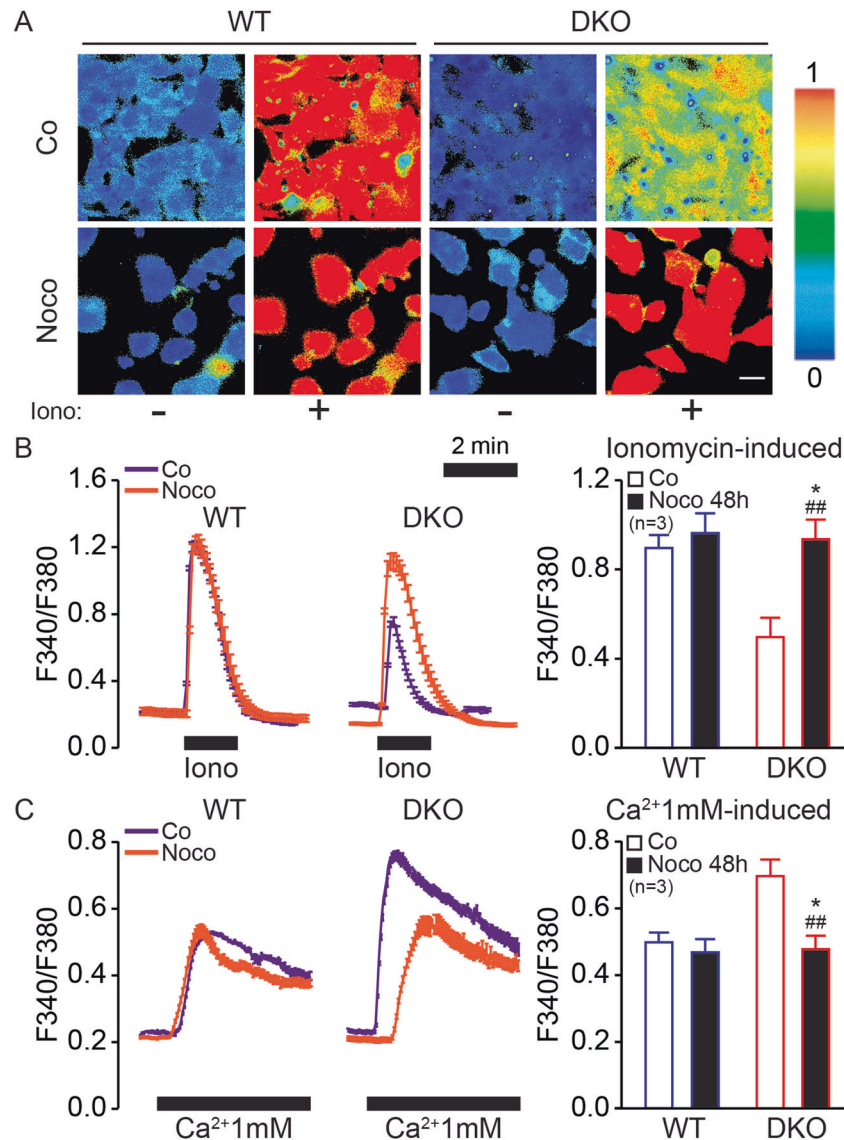 A
WT
DKO
Co
Noco
Iono:
-
+
-
+
1
0
B
2 min
Co
Noco
WT
DKO
F340/F380
1.6
1.2
0.8
0.4
0.0
Iono
Iono
Ionomycin-induced
Co
Noco 48h
(n=3)
*
##
F340/F380
1.2
0.9
0.4
0.0
WT
DKO
C
WT
DKO
Co
Noco
F340/F380
0.8
0.6
0.4
0.2
0.0
Ca²⁺1mM
Ca²⁺1mM
Ca²⁺1mM-induced
Co
Noco 48h
(n=3)
*
##
F340/F380
0.8
0.6
0.4
0.2
0.0
WT
DKO